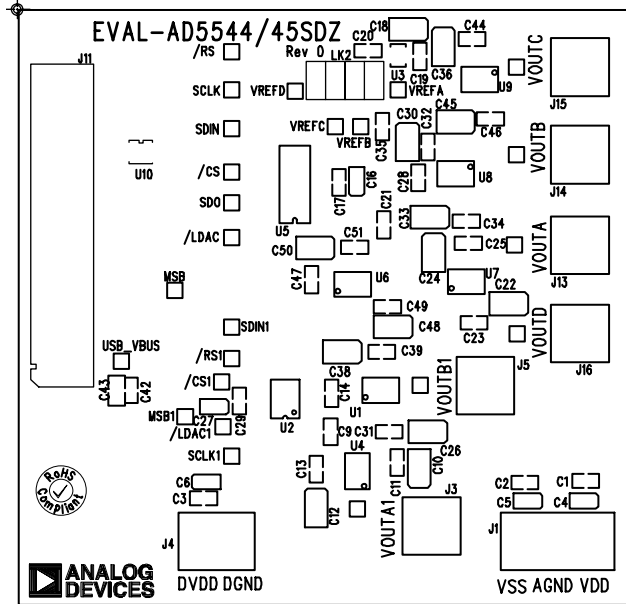 EVAL-AD5544/45SDZ
Rev 0
C18
C44
C20
LK2
U3
C19
C36
U9
VOUTC
J15
J11
/RS
SCLK
VREFD
VREFA
SDIN
VREFC
VREFB
C35
C30
C32
C45
C46
VOUTB
J14
U10
/CS
SDO
/LDAC
U5
C17
C16
C28
U8
C21
C33
C34
VOUTA
J13
C50
C51
C24
C25
MSB
C47
U6
U7
C22
C49
C48
C23
VOUTD
J16
SDIN1
USB_VBUS
/RS1
C38
C39
J5
VOUTB1
/CS1
C43
C42
MSB1
C27
C29
/LDAC1
U2
C14
U1
C9
C31
C26
SCLK1
U4
C13
C11
C10
RoHS
Compliant
C6
C3
C12
VOUTA1
J3
C2
C1
C5
C4
J4
J1
ANALOG
DEVICES
DVDD DGND
VSS AGND VDD